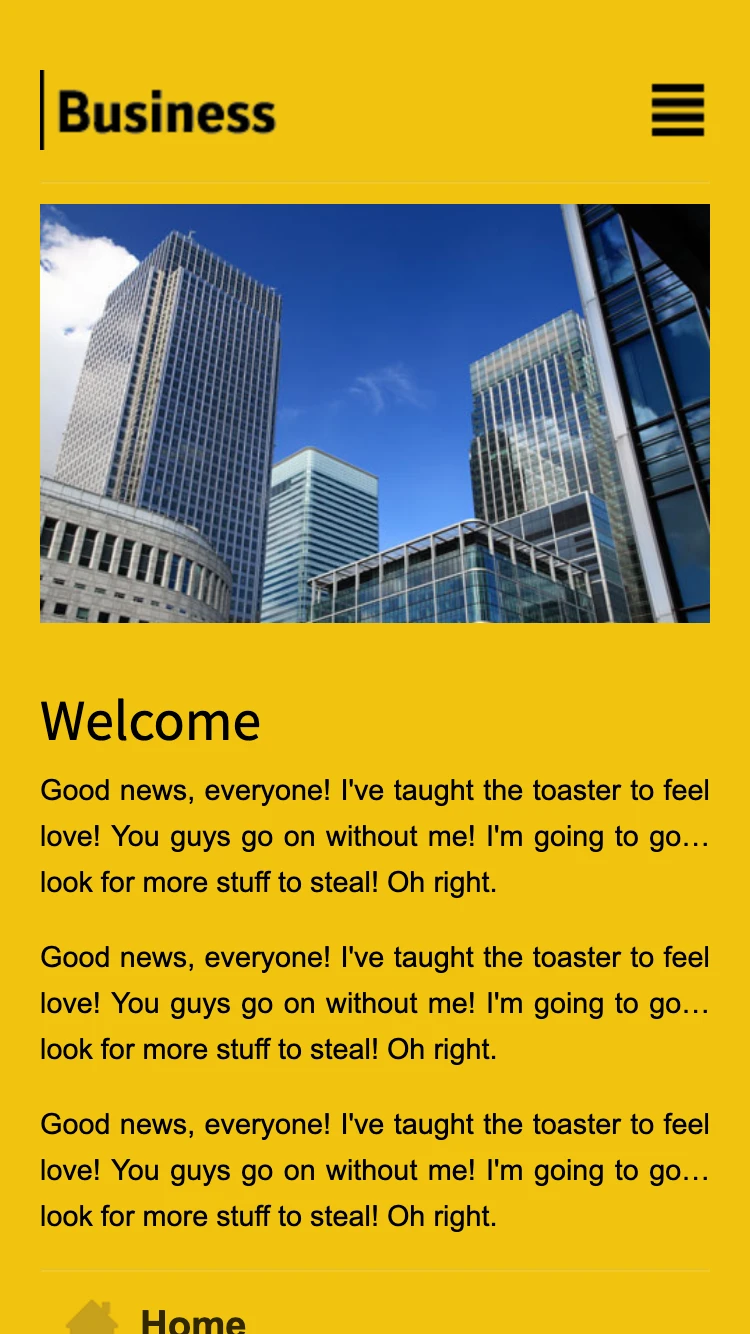 Business
Welcome
Good news, everyone! I've taught the toaster to feel
love! You guys go on without me! I'm going to go…
look for more stuff to steal! Oh right.
Good news, everyone! I've taught the toaster to feel
love! You guys go on without me! I'm going to go…
look for more stuff to steal! Oh right.
Good news, everyone! I've taught the toaster to feel
love! You guys go on without me! I'm going to go…
look for more stuff to steal! Oh right.
Home